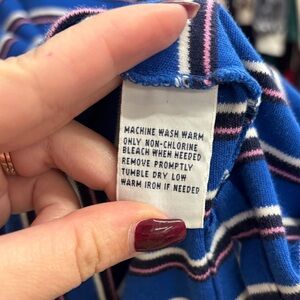 MACHINE WASH WARM
ONLY NON-CHLORINE
BLEACH WHEN NEEDED
REMOVE PROMPTLY
TUMBLE DRY LOW
WARM IRON IF NEEDED